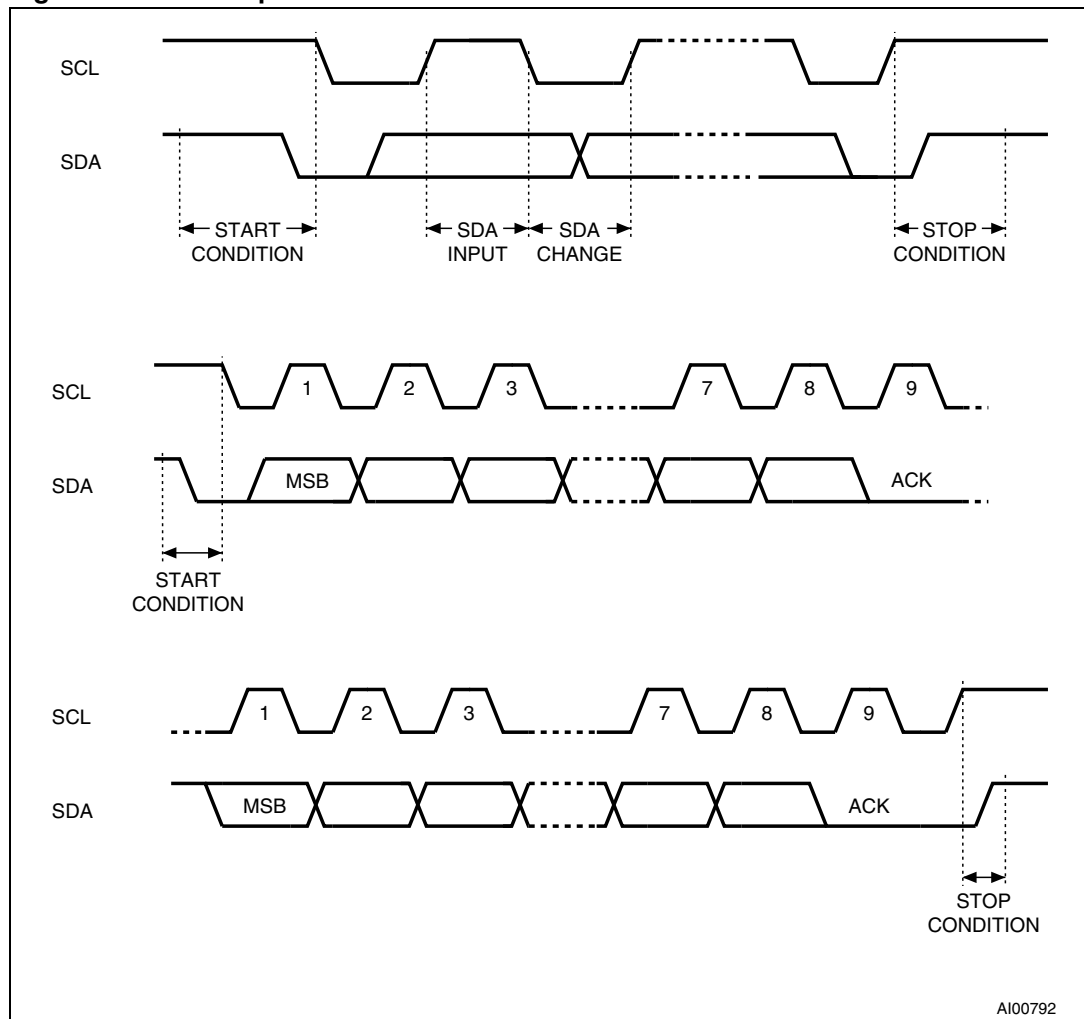 SCL
SDA
START
CONDITION
SDA
INPUT
SDA
CHANGE
STOP
CONDITION
SCL
1 2 3 7 8 9
SDA
MSB
ACK
START
CONDITION
SCL
1 2 3 7 8 9
SDA
MSB
ACK
STOP
CONDITION
AI00792